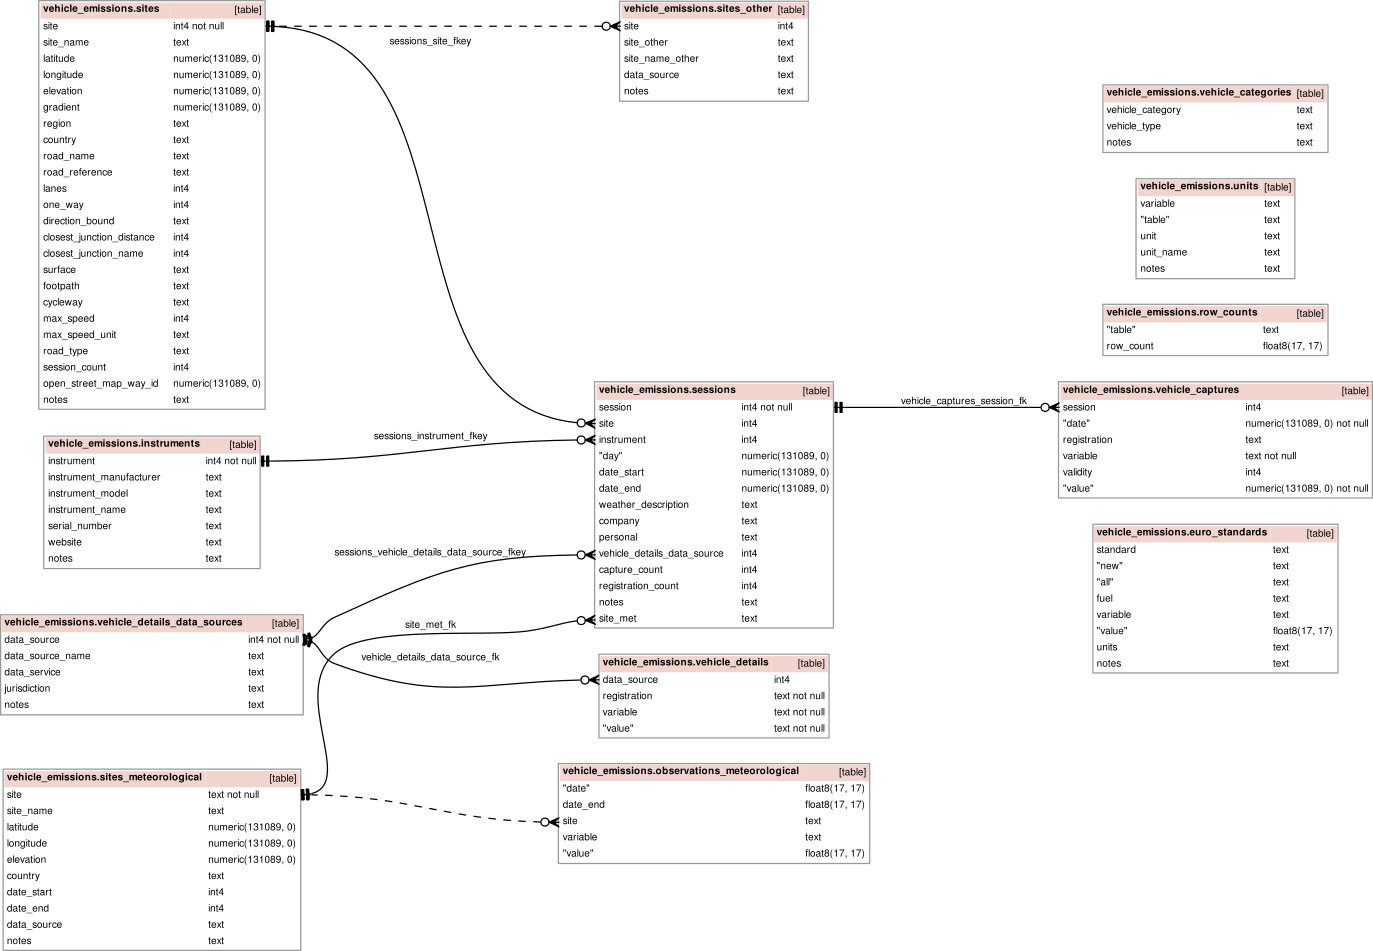 vehicle_emissions.sites [table]
site int4 not null
site_name text
latitude numeric(131089, 0)
longitude numeric(131089, 0)
elevation numeric(131089, 0)
gradient numeric(131089, 0)
region text
country text
road_name text
road_reference text
lanes int4
one_way int4
direction_bound text
closest_junction_distance int4
closest_junction_name int4
surface text
footpath text
cycleway text
max_speed int4
max_speed_unit text
road_type text
session_count int4
open_street_map_way_id numeric(131089, 0)
notes text
sessions_site_fkey
vehicle_emissions.sites_other [table]
site int4
site_other text
site_name_other text
data_source text
notes text
vehicle_emissions.vehicle_categories [table]
vehicle_category text
vehicle_type text
notes text
vehicle_emissions.units [table]
variable text
"table" text
unit text
unit_name text
notes text
vehicle_emissions.row_counts [table]
"table" text
row_count float8(17, 17)
vehicle_emissions.instruments [table]
instrument int4 not null
instrument_manufacturer text
instrument_model text
instrument_name text
serial_number text
website text
notes text
sessions_instrument_fkey
vehicle_emissions.sessions [table]
session int4 not null
site int4
instrument int4
"day" numeric(131089, 0)
date_start numeric(131089, 0)
date_end numeric(131089, 0)
weather_description text
company text
personal text
vehicle_details_data_source int4
capture_count int4
registration_count int4
notes text
site_met text
vehicle_captures_session_fk
vehicle_emissions.vehicle_captures [table]
session int4
"date" numeric(131089, 0) not null
registration text
variable text not null
validity int4
"value" numeric(131089, 0) not null
vehicle_emissions.euro_standards [table]
standard text
"new" text
"all" text
fuel text
variable text
"value" float8(17, 17)
units text
notes text
sessions_vehicle_details_data_source_fkey
vehicle_emissions.vehicle_details_data_sources [table]
data_source int4 not null
data_source_name text
data_service text
jurisdiction text
notes text
site_met_fk
vehicle_details_data_source_fk
vehicle_emissions.vehicle_details [table]
data_source int4
registration text not null
variable text not null
"value" text not null
vehicle_emissions.sites_meteorological [table]
site text not null
site_name text
latitude numeric(131089, 0)
longitude numeric(131089, 0)
elevation numeric(131089, 0)
country text
date_start int4
date_end int4
data_source text
notes text
vehicle_emissions.observations_meteorological [table]
"date" float8(17, 17)
date_end float8(17, 17)
site text
variable text
"value" float8(17, 17)